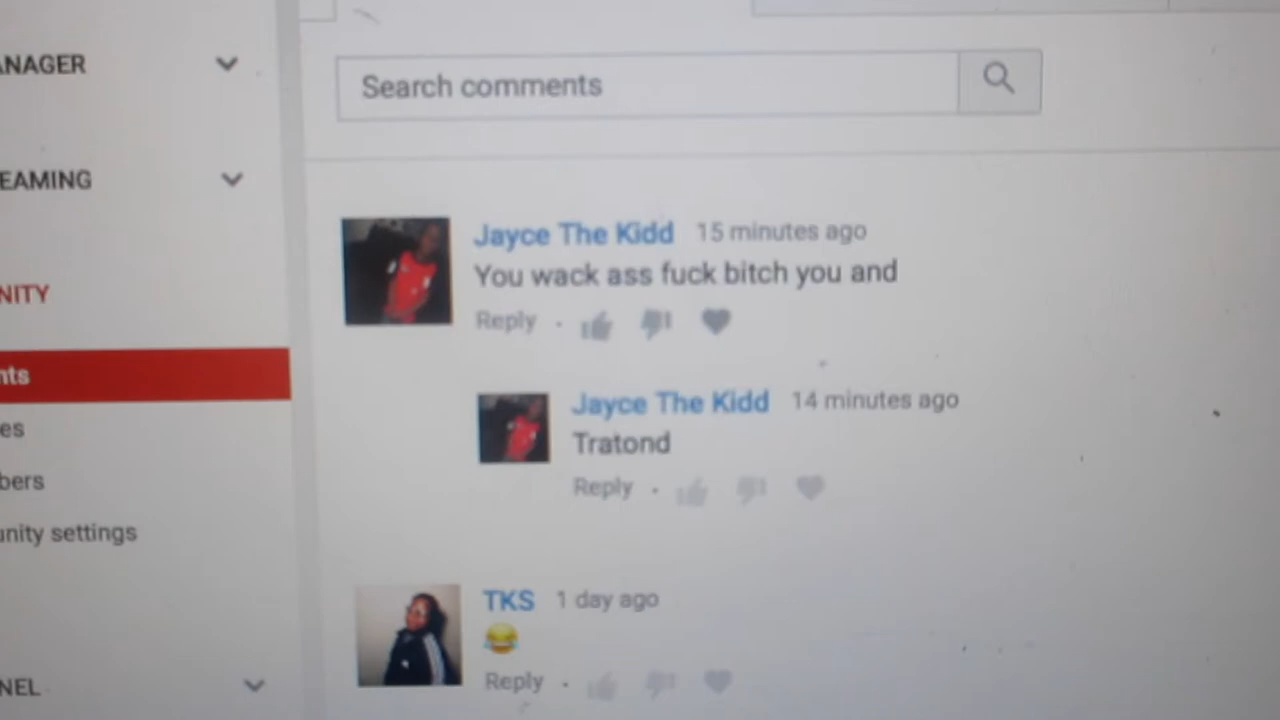 ANAGER
EAMING
NITY
nts
es
bers
unity settings
NEL
Search comments
Jayce The Kidd 15 minutes ago
You wack ass fuck bitch you and
Reply
Jayce The Kidd 14 minutes ago
Tratond
Reply
TKS 1 day ago
😂
Reply